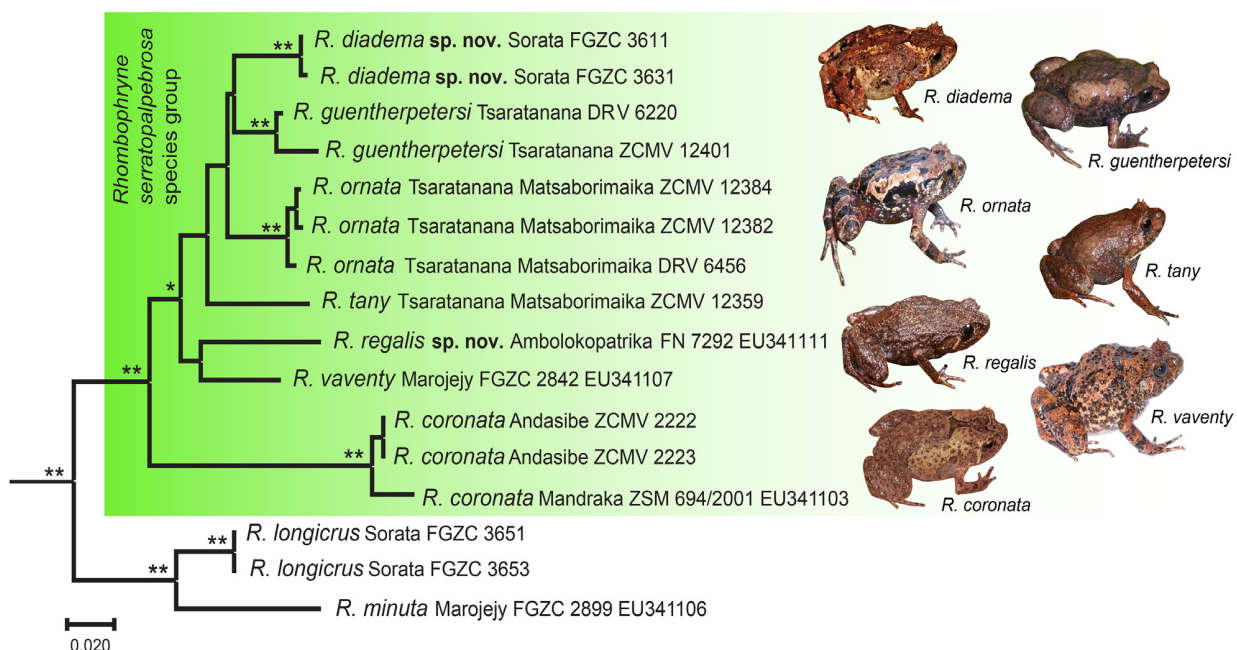 Rhombophryne
serratopalpebrosa
species group
** R. diadema sp. nov. Sorata FGZC 3611
R. diadema sp. nov. Sorata FGZC 3631
R. guentherpetersi Tsaratanana DRV 6220
** R. guentherpetersi Tsaratanana ZCMV 12401
R. ornata Tsaratanana Matsaborimaika ZCMV 12384
** R. ornata Tsaratanana Matsaborimaika ZCMV 12382
R. ornata Tsaratanana Matsaborimaika DRV 6456
* R. tany Tsaratanana Matsaborimaika ZCMV 12359
R. regalis sp. nov. Ambolokopatrika FN 7292 EU341111
** R. vaventy Marojejy FGZC 2842 EU341107
R. coronata Andasibe ZCMV 2222
** R. coronata Andasibe ZCMV 2223
** R. coronata Mandraka ZSM 694/2001 EU341103
** R. longicrus Sorata FGZC 3651
** R. longicrus Sorata FGZC 3653
R. minuta Marojejy FGZC 2899 EU341106
0.020
R. diadema
R. guentherpetersi
R. ornata
R. tany
R. regalis
R. vaventy
R. coronata